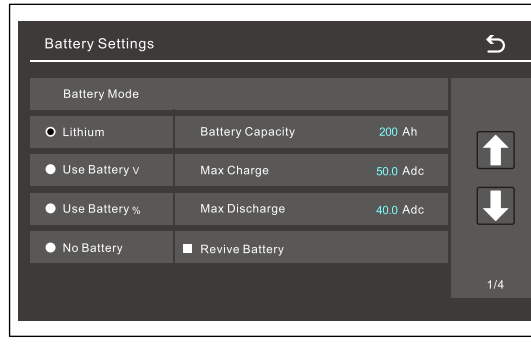 Battery Settings
Battery Mode
Lithium Battery Capacity 200 Ah
Use Battery V Max Charge 50.0 Adc
Use Battery % Max Discharge 40.0 Adc
No Battery Revive Battery
1/4